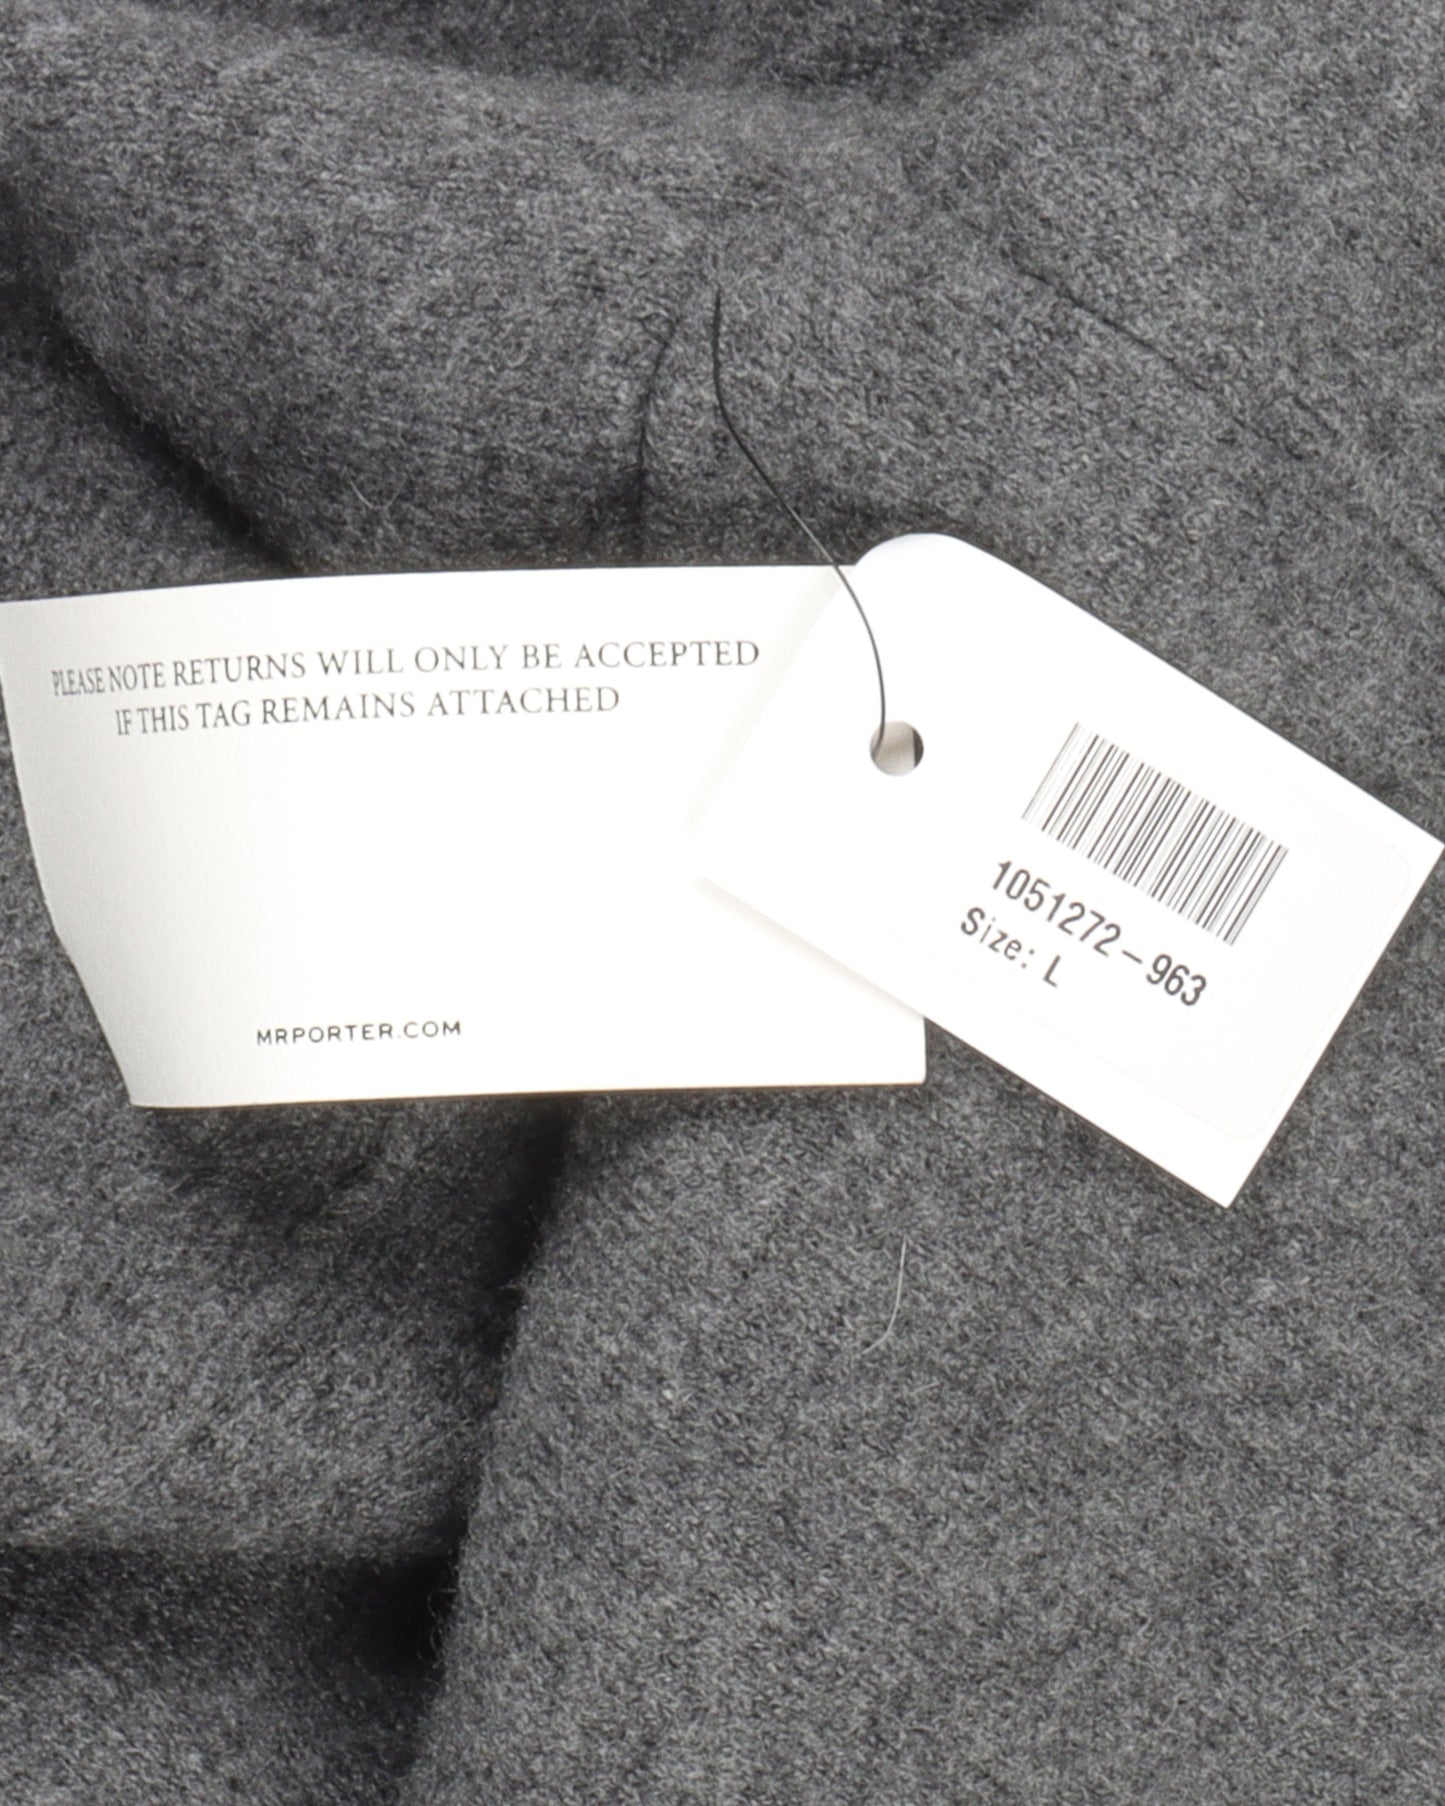 PLEASE NOTE RETURNS WILL ONLY BE ACCEPTED
IF THIS TAG REMAINS ATTACHED
MRPORTER.COM
1051272-963
Size: L